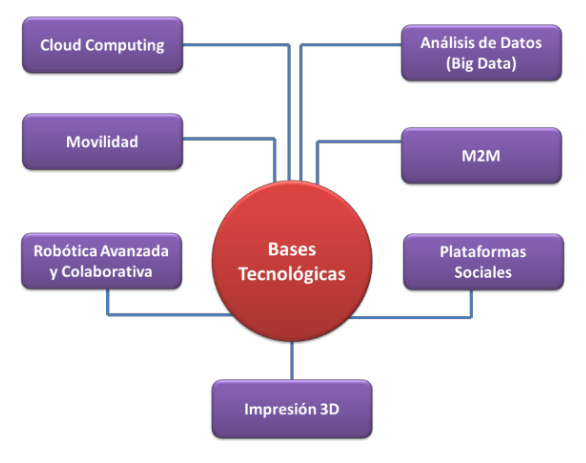 Cloud Computing
Análisis de Datos
(Big Data)
Movilidad
M2M
Bases
Tecnológicas
Robótica Avanzada
y Colaborativa
Plataformas
Sociales
Impresión 3D